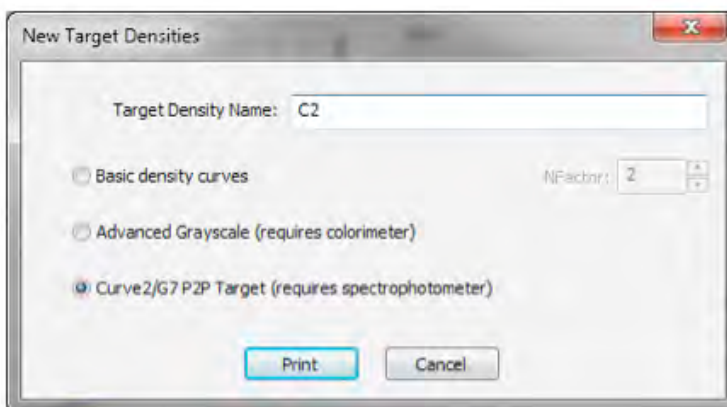 New Target Densities
Target Density Name: C2
Basic density curves NFactor: 2
Advanced Grayscale (requires colorimeter)
Curve2/G7 P2P Target (requires spectrophotometer)
Print Cancel